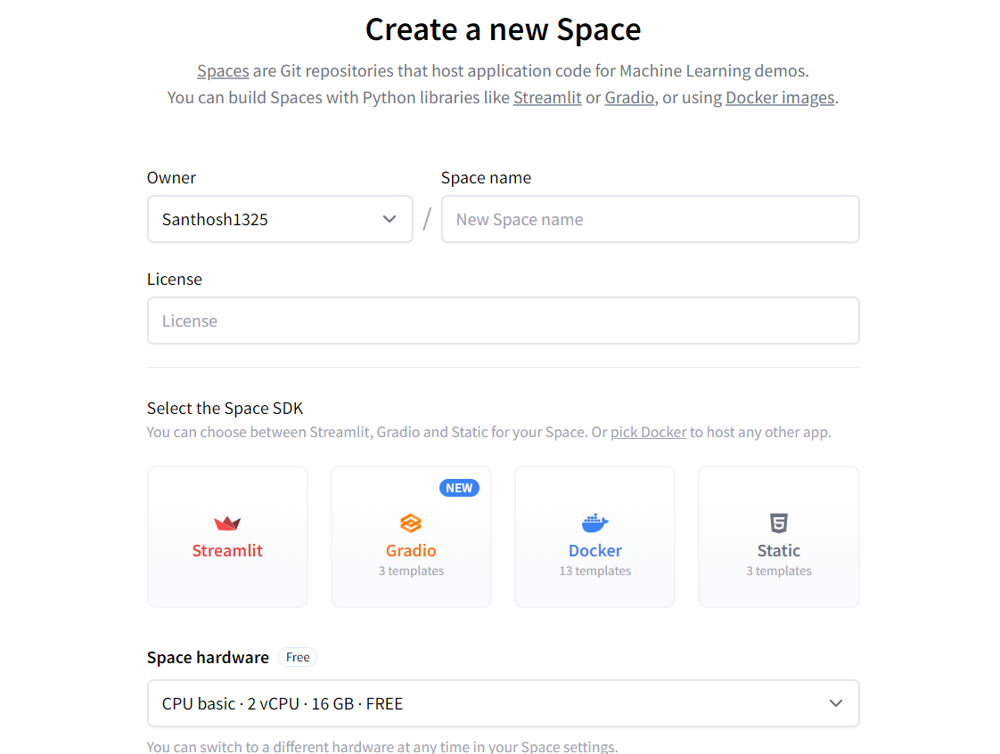 Create a new Space
Spaces are Git repositories that host application code for Machine Learning demos.
You can build Spaces with Python libraries like Streamlit or Gradio, or using Docker images.
Owner
Space name
Santhosh1325
/
New Space name
License
License
Select the Space SDK
You can choose between Streamlit, Gradio and Static for your Space. Or pick Docker to host any other app.
Streamlit
NEW
Gradio
3 templates
Docker
13 templates
5
Static
3 templates
Space hardware
Free
CPU basic · 2 vCPU · 16 GB · FREE
You can switch to a different hardware at any time in your Space settings.